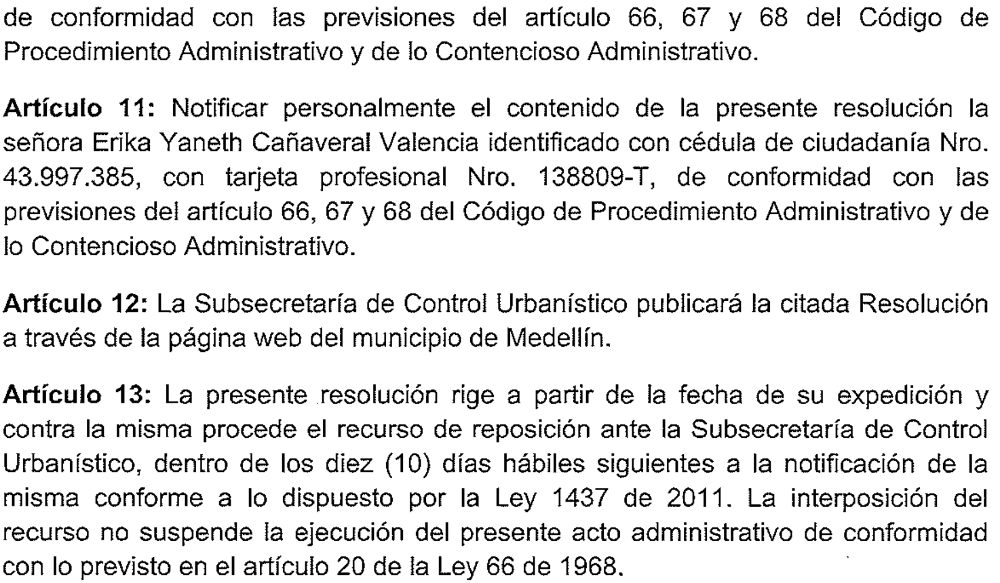 de conformidad con las previsiones del artículo 66, 67 y 68 del Código de
Procedimiento Administrativo y de lo Contencioso Administrativo.
Artículo 11: Notificar personalmente el contenido de la presente resolución la
señora Erika Yaneth Cañaveral Valencia identificado con cédula de ciudadanía Nro.
43.997.385, con tarjeta profesional Nro. 138809-T, de conformidad con las
previsiones del artículo 66, 67 y 68 del Código de Procedimiento Administrativo y de
lo Contencioso Administrativo.
Artículo 12: La Subsecretaría de Control Urbanístico publicará la citada Resolución
a través de la página web del municipio de Medellín.
Artículo 13: La presente resolución rige a partir de la fecha de su expedición y
contra la misma procede el recurso de reposición ante la Subsecretaría de Control
Urbanístico, dentro de los diez (10) días hábiles siguientes a la notificación de la
misma conforme a lo dispuesto por la Ley 1437 de 2011. La interposición del
recurso no suspende la ejecución del presente acto administrativo de conformidad
con lo previsto en el artículo 20 de la Ley 66 de 1968.